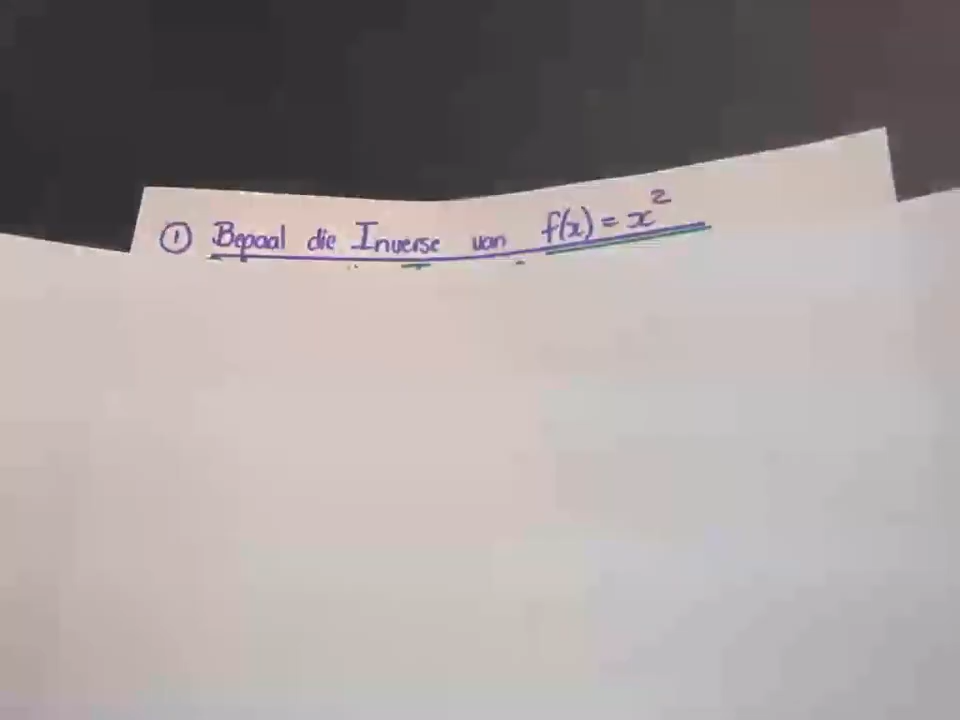 ① Bepaal die Inverse van f(x) = x²